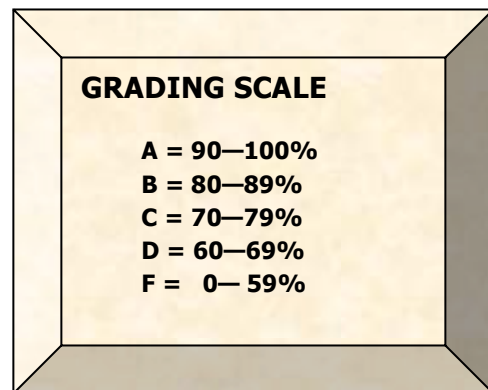 GRADING SCALE
A = 90—100%
B = 80—89%
C = 70—79%
D = 60—69%
F = 0— 59%